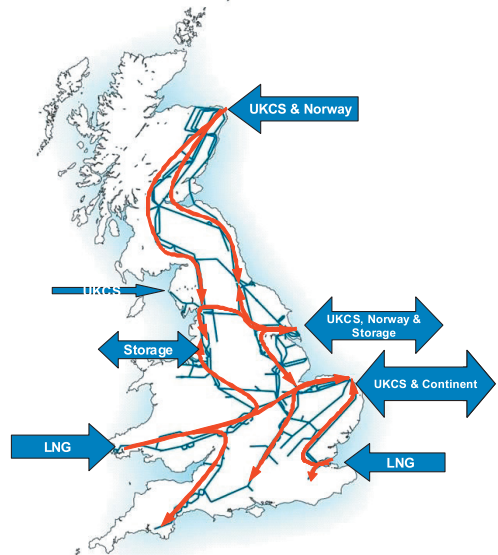 UKCS & Norway
UKCS
UKCS, Norway &
Storage
Storage
UKCS & Continent
LNG
LNG